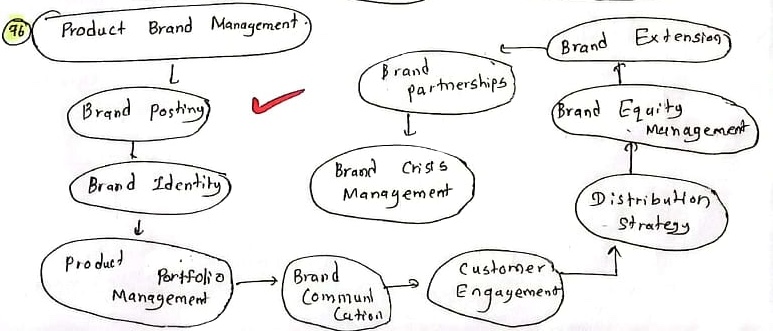 96
Product Brand Management.
Brand Postiny
Brand Identity
Product Portfolio
Management
Brand
Communi
Cation
Customer
Engagement
Distribution
Strategy
Brand Equity
Management
Brand Extension
Brand
Partnerships
Brand Crisis
Management